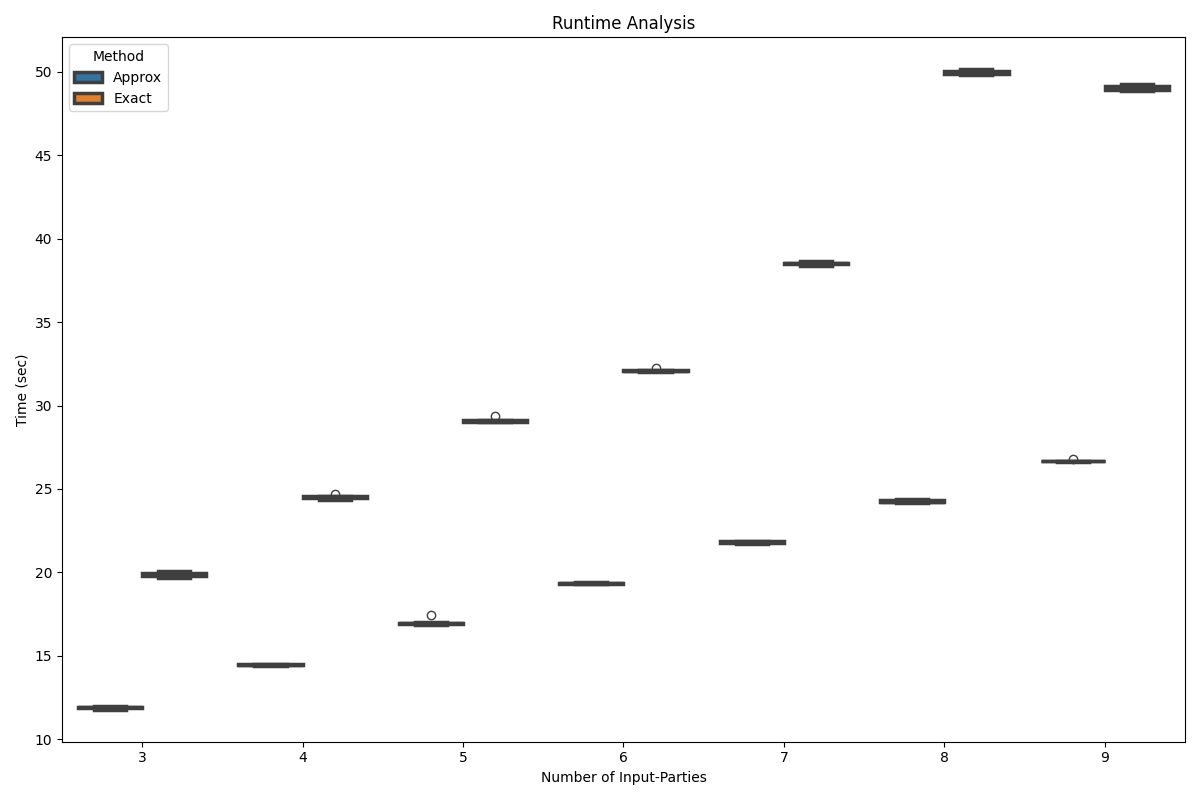 Runtime Analysis
Method
Approx
Exact
50
45
40
35
30
25
20
15
10
Time (sec)
3 4 5 6 7 8 9
Number of Input-Parties